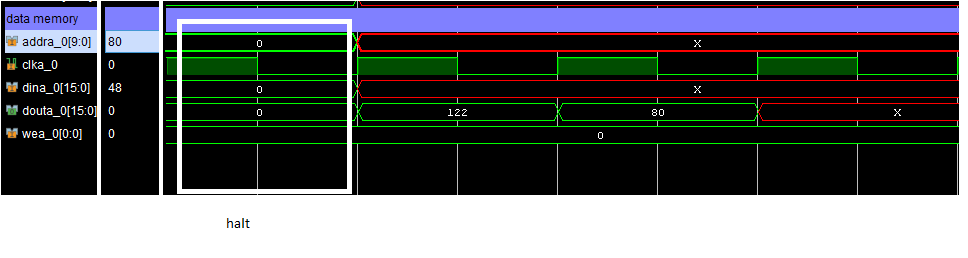 data memory
addra_0[9:0] 80 0 X
clka_0 0
dina_0[15:0] 48 0 X
douta_0[15:0] 0 0 122 80 X
wea_0[0:0] 0 0
halt